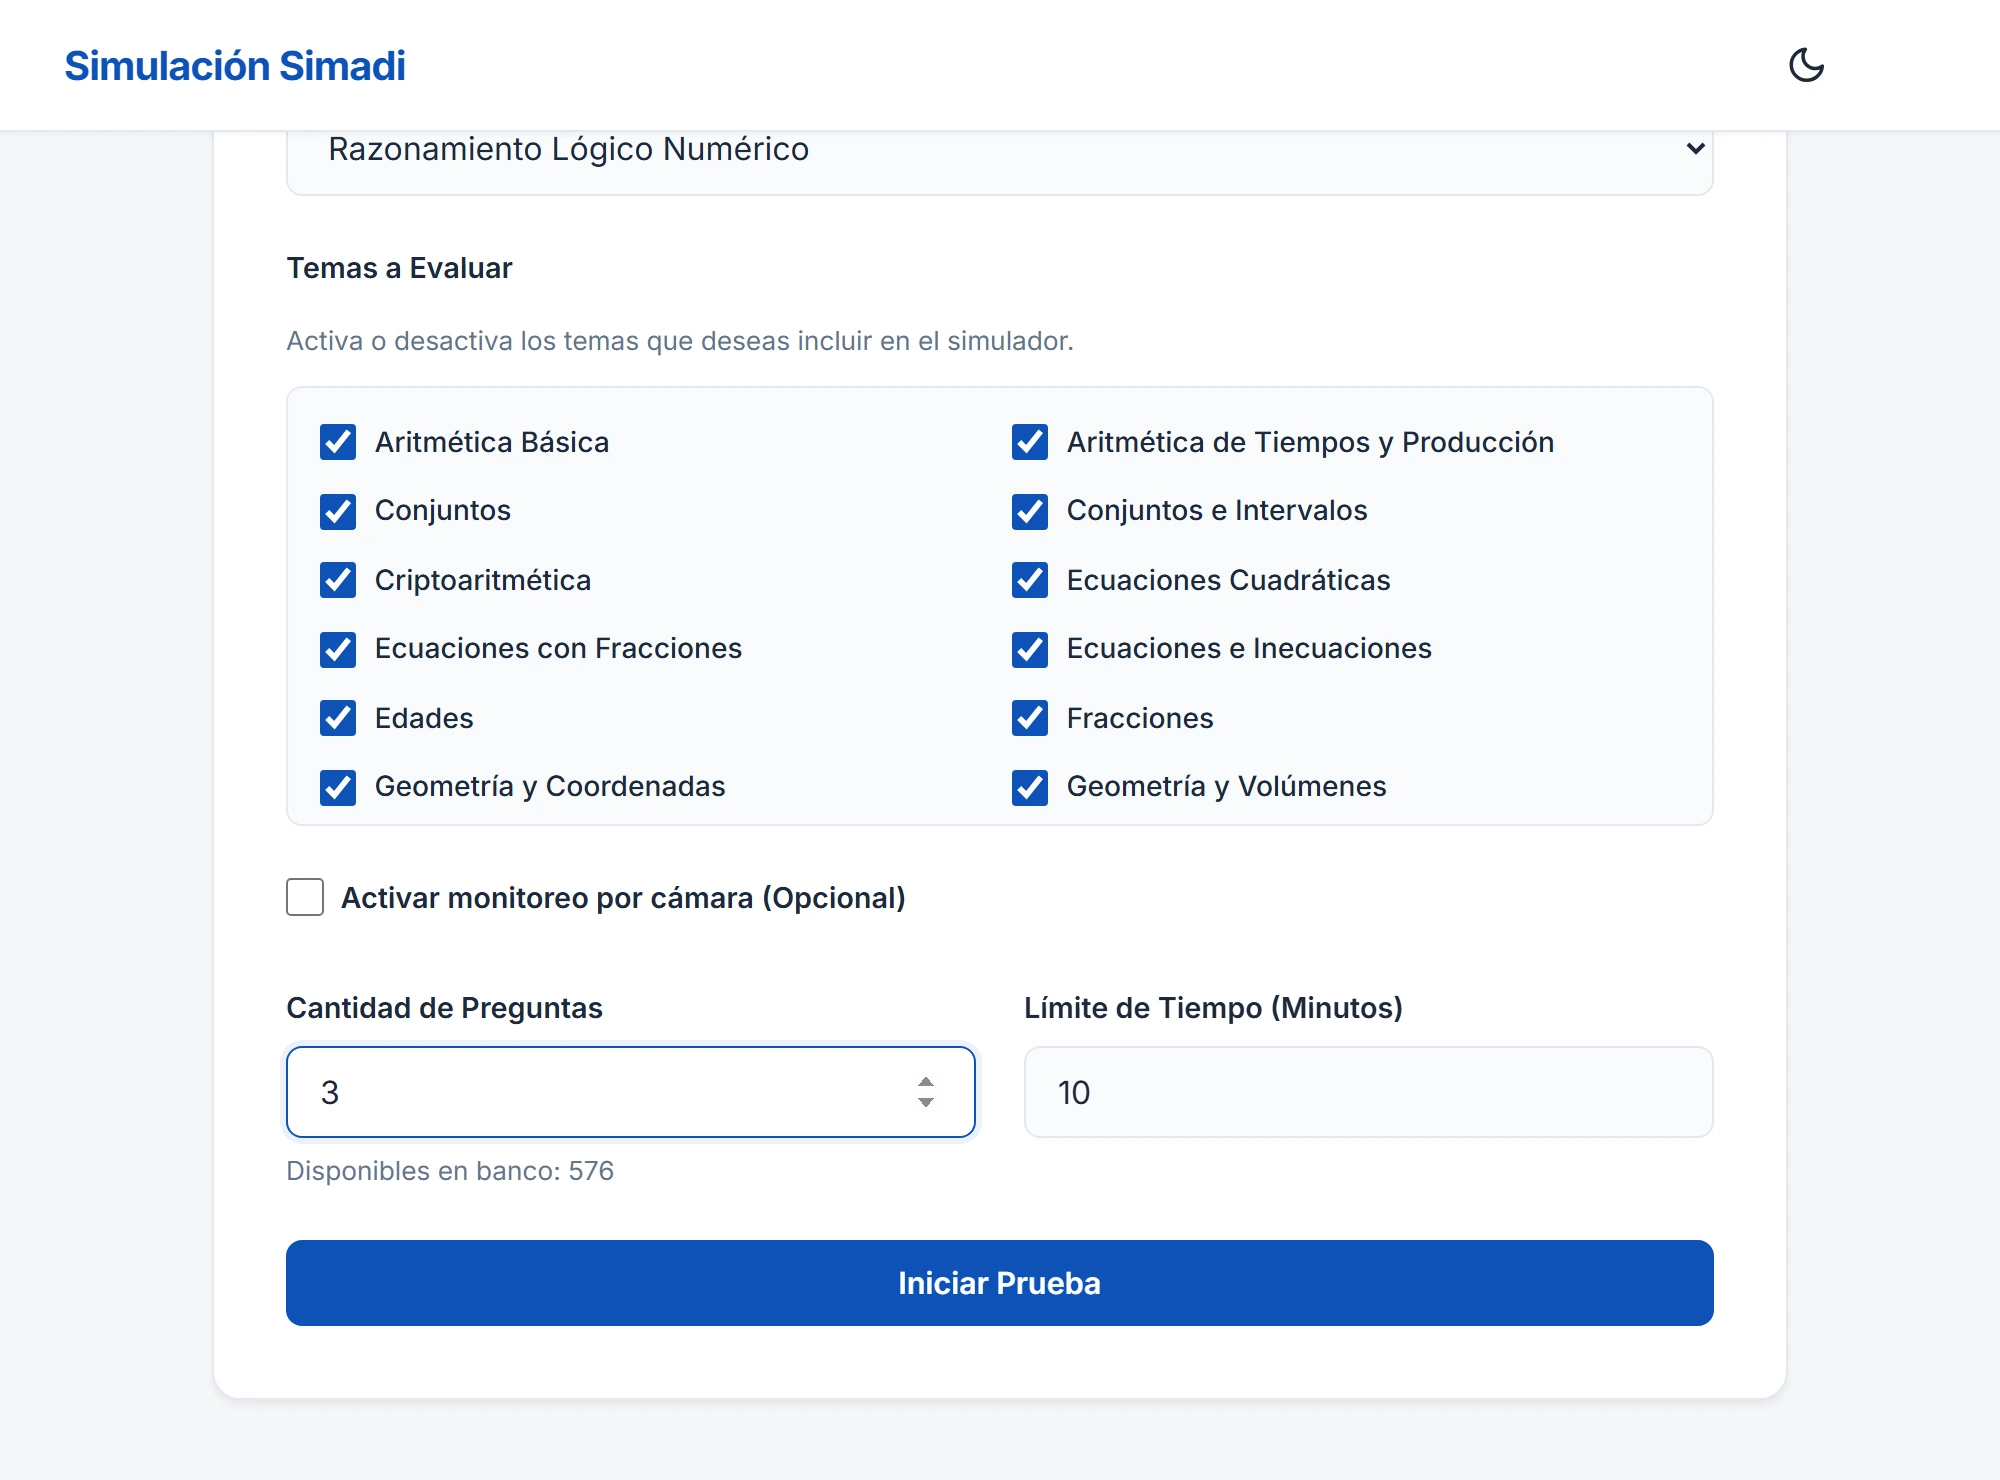 Simulación Simadi
Razonamiento Lógico Numérico
Temas a Evaluar
Activa o desactiva los temas que deseas incluir en el simulador.
Aritmética Básica
Aritmética de Tiempos y Producción
Conjuntos
Conjuntos e Intervalos
Criptoaritmética
Ecuaciones Cuadráticas
Ecuaciones con Fracciones
Ecuaciones e Inecuaciones
Edades
Fracciones
Geometría y Coordenadas
Geometría y Volúmenes
Activar monitoreo por cámara (Opcional)
Cantidad de Preguntas
Límite de Tiempo (Minutos)
3
10
Disponibles en banco: 576
Iniciar Prueba